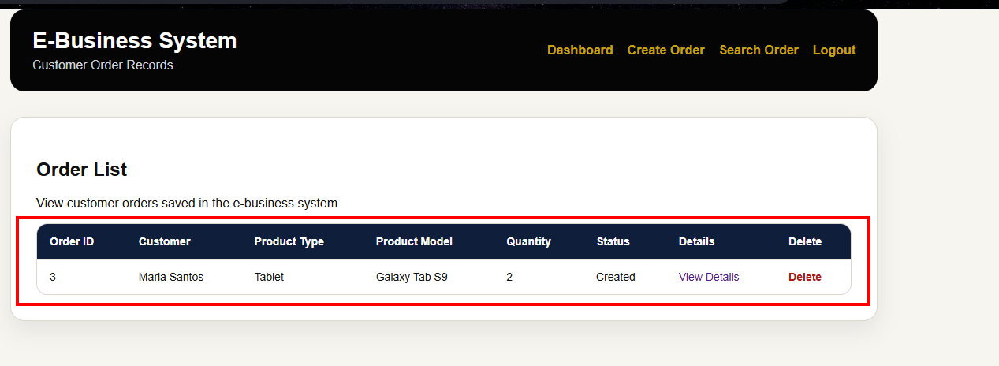 E-Business System
Customer Order Records
Dashboard Create Order Search Order Logout
Order List
View customer orders saved in the e-business system.
Order ID Customer Product Type Product Model Quantity Status Details Delete
3 Maria Santos Tablet Galaxy Tab S9 2 Created View Details Delete